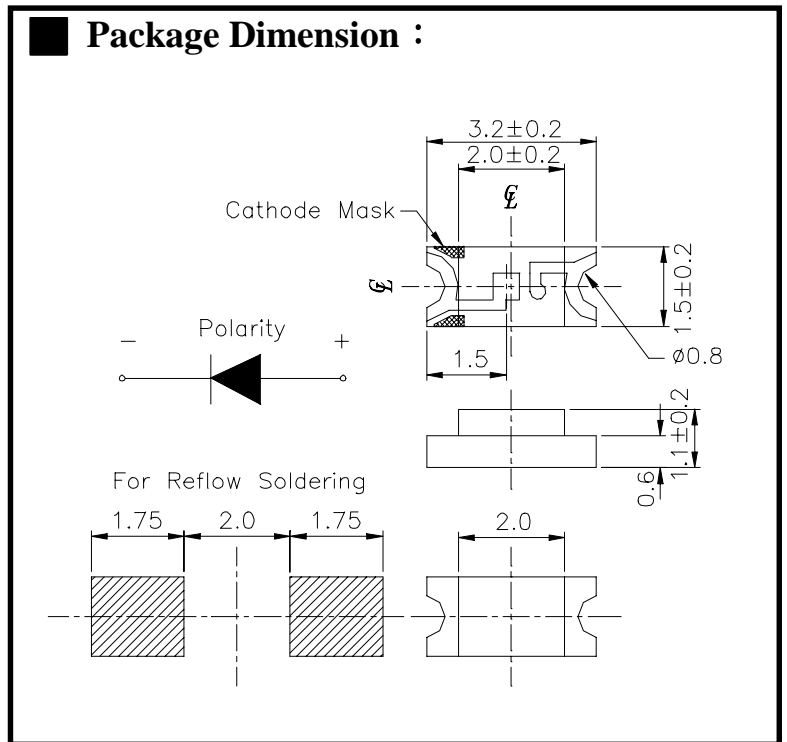 Package Dimension：
3.2±0.2
2.0±0.2
℄
Cathode Mask
℄
1.5±0.2
Polarity
- +
1.5
ø0.8
1.1±0.2
0.6
For Reflow Soldering
1.75 2.0 1.75
2.0